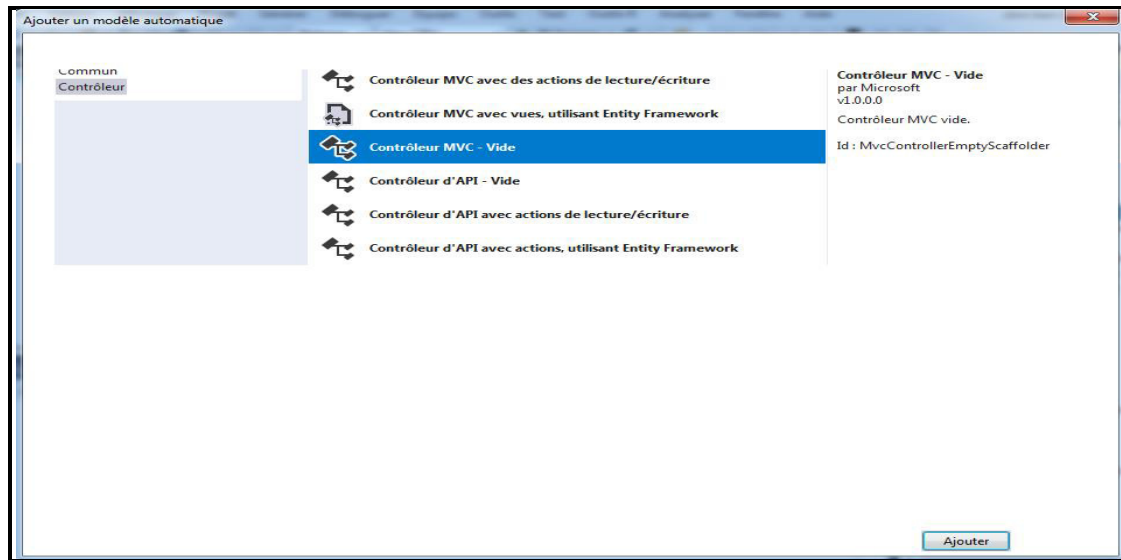 Ajouter un modèle automatique
Commun
Contrôleur
Contrôleur MVC avec des actions de lecture/écriture
Contrôleur MVC avec vues, utilisant Entity Framework
Contrôleur MVC - Vide
Contrôleur d'API - Vide
Contrôleur d'API avec actions de lecture/écriture
Contrôleur d'API avec actions, utilisant Entity Framework
Contrôleur MVC - Vide
par Microsoft
v1.0.0.0
Contrôleur MVC vide.
Id : MvcControllerEmptyScaffolder
Ajouter